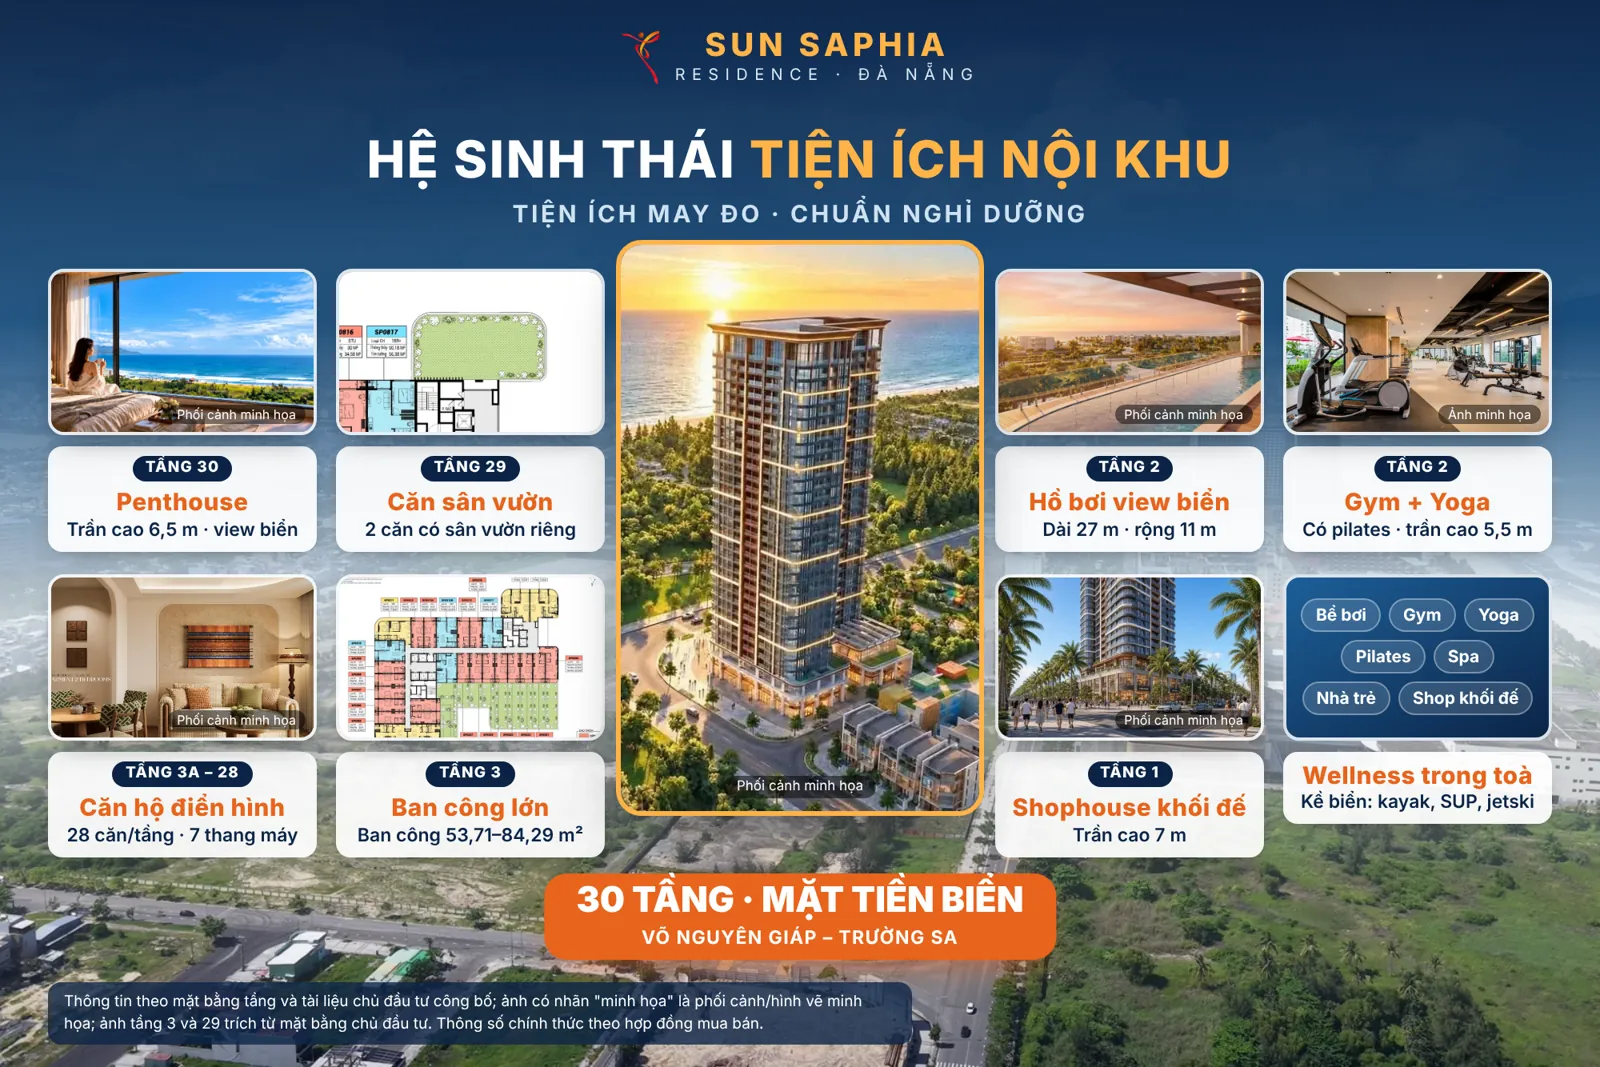 SUN SAPHIA
RESIDENCE · ĐÀ NẴNG
HỆ SINH THÁI TIỆN ÍCH NỘI KHU
TIỆN ÍCH MAY ĐO · CHUẨN NGHỈ DƯỠNG
Phối cảnh minh họa
TẦNG 30
Penthouse
Trần cao 6,5 m · view biển
SP0817
TẦNG 29
Căn sân vườn
2 căn có sân vườn riêng
Phối cảnh minh họa
TẦNG 2
Hồ bơi view biển
Dài 27 m · rộng 11 m
Ảnh minh họa
TẦNG 2
Gym + Yoga
Có pilates · trần cao 5,5 m
Phối cảnh minh họa
TẦNG 3A – 28
Căn hộ điển hình
28 căn/tầng · 7 thang máy
TẦNG 3
Ban công lớn
Ban công 53,71–84,29 m²
Phối cảnh minh họa
Phối cảnh minh họa
TẦNG 1
Shophouse khối đế
Trần cao 7 m
Bể bơi
Gym
Yoga
Pilates
Spa
Nhà trẻ
Shop khối đế
Wellness trong toà
Kề biển: kayak, SUP, jetski
30 TẦNG · MẶT TIỀN BIỂN
VÕ NGUYÊN GIÁP – TRƯỜNG SA
Thông tin theo mặt bằng tầng và tài liệu chủ đầu tư công bố; ảnh có nhãn "minh họa" là phối cảnh/hình vẽ minh
họa; ảnh tầng 3 và 29 trích từ mặt bằng chủ đầu tư. Thông số chính thức theo hợp đồng mua bán.